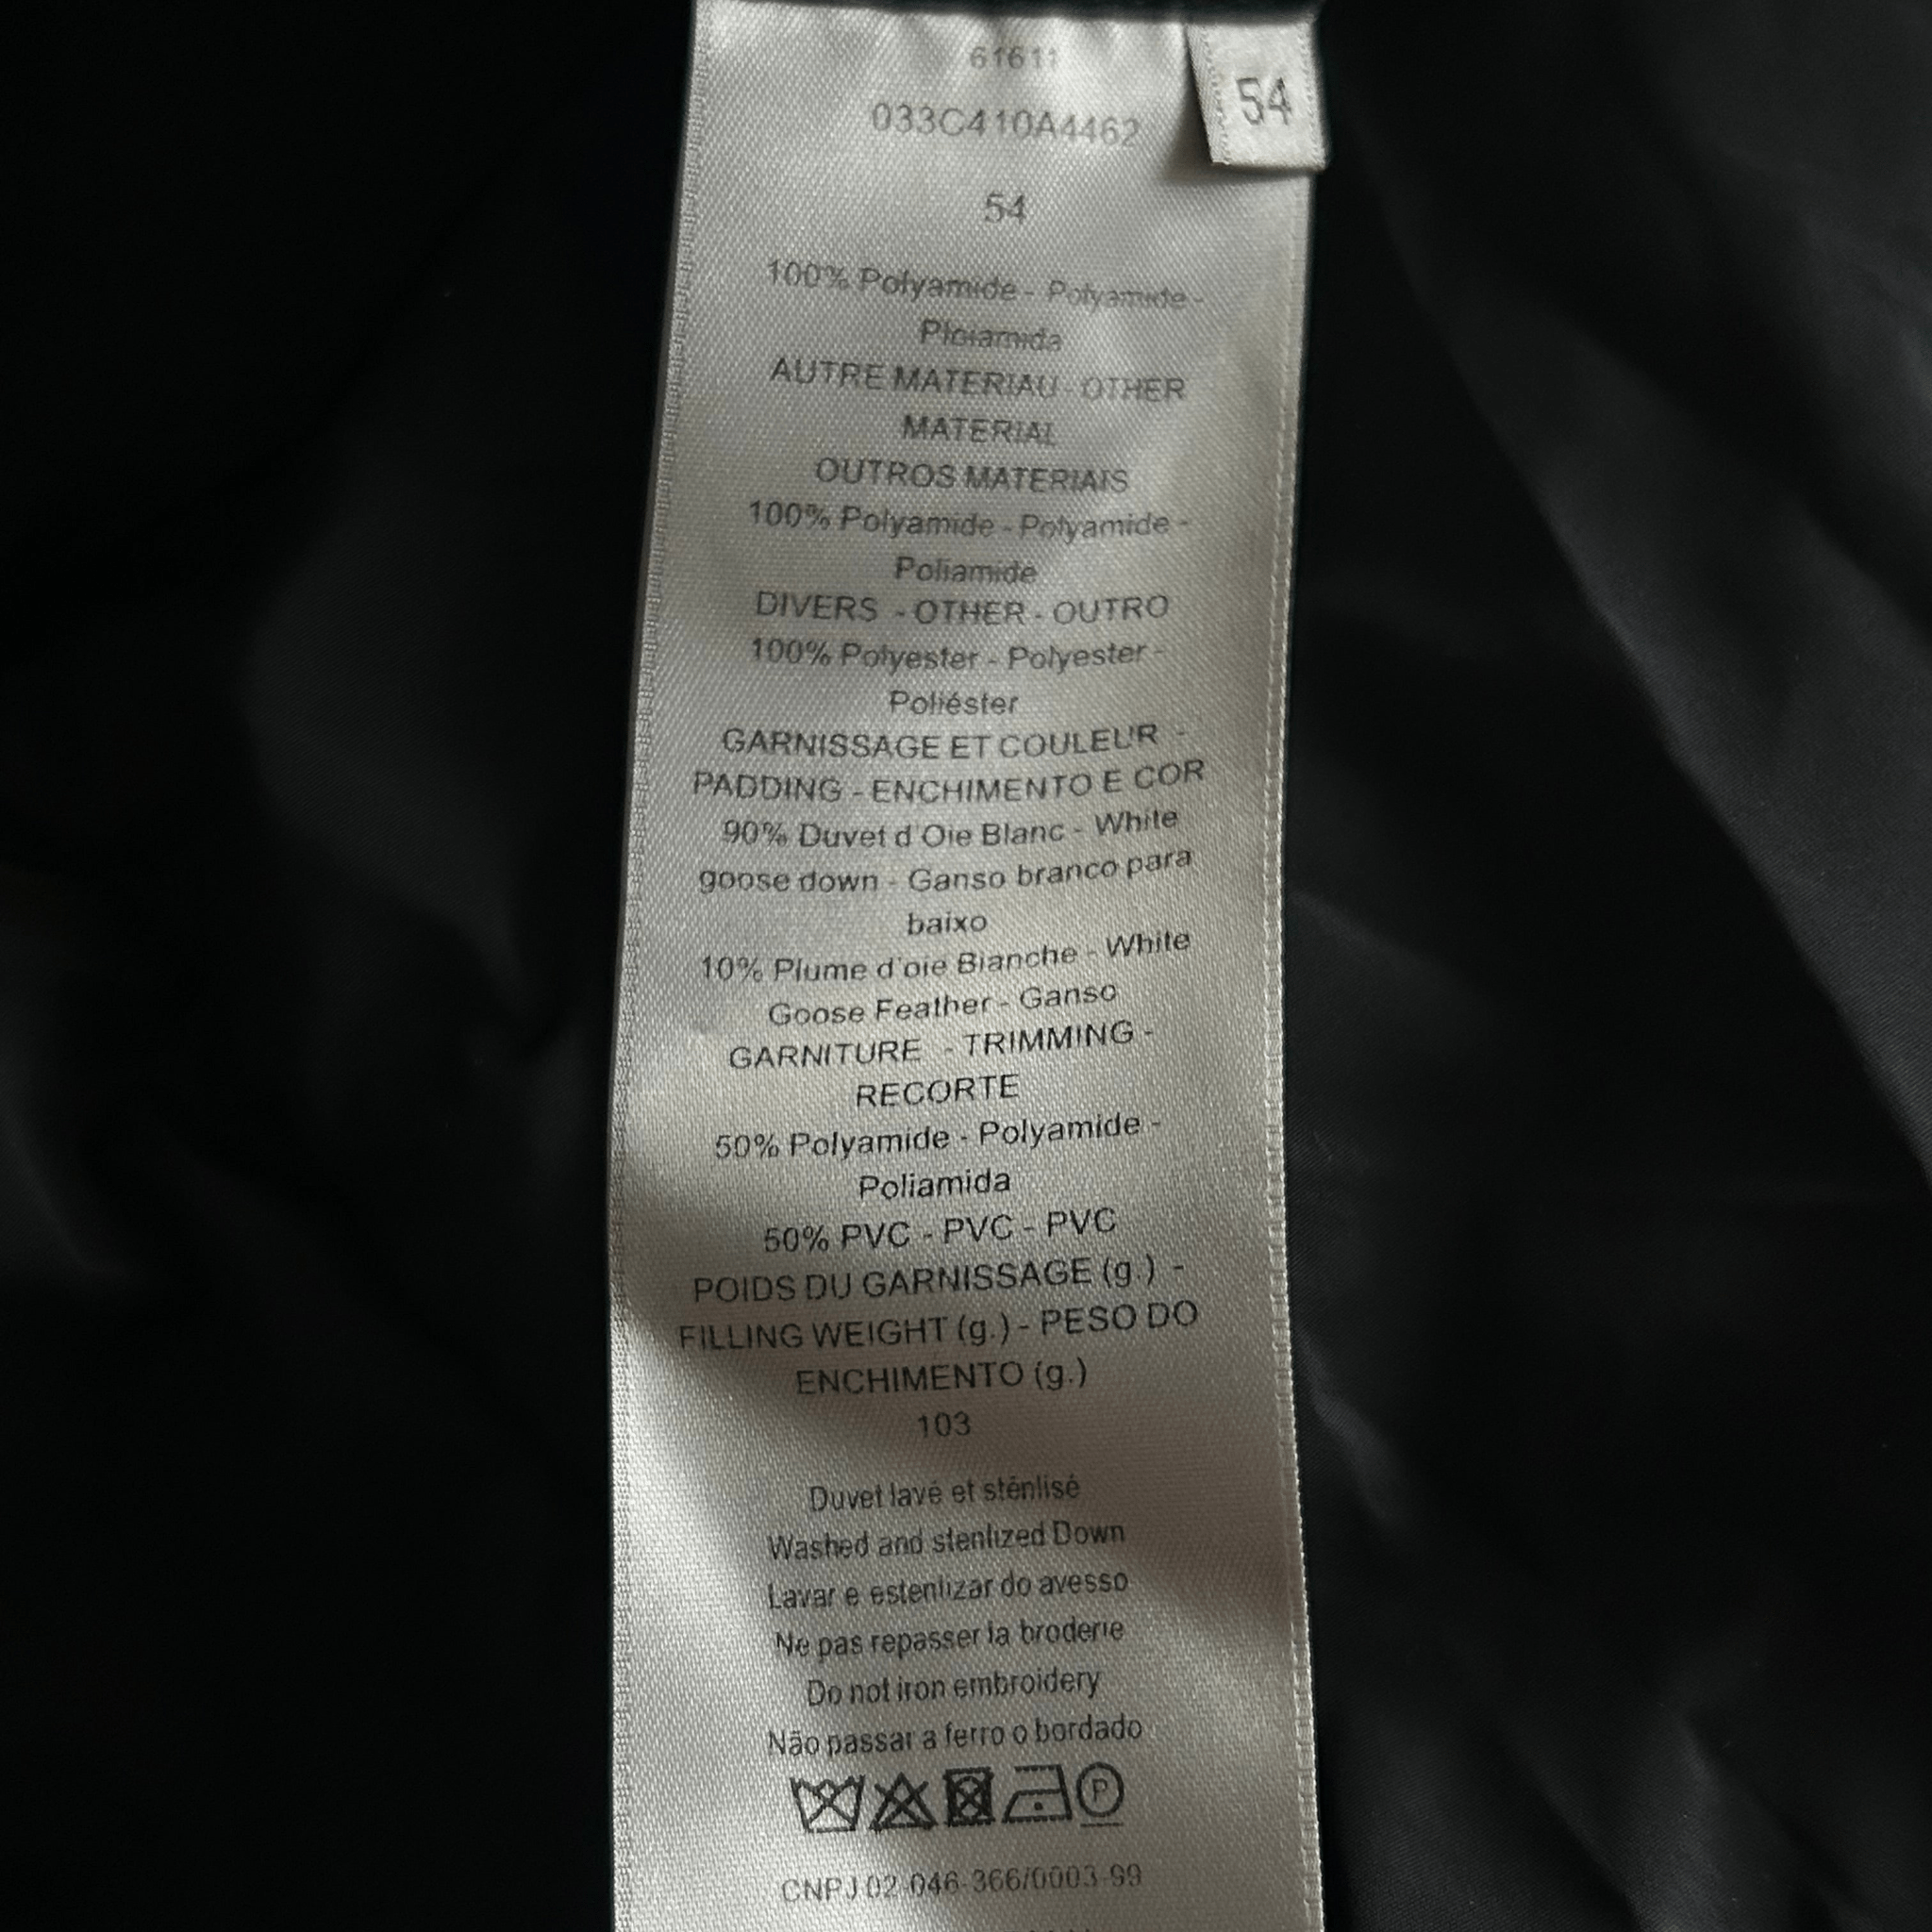 61611
54
033C410A4462
54
100% Polyamide - Polyamide -
Ploiamida
AUTRE MATERIAU - OTHER
MATERIAL
OUTROS MATERIAIS
100% Polyamide - Polyamide -
Poliamide
DIVERS - OTHER - OUTRO
100% Polyester - Polyester -
Poliéster
GARNISSAGE ET COULEUR -
PADDING - ENCHIMENTO E COR
90% Duvet d'Oie Blanc - White
goose down - Ganso branco para
baixo
10% Plume d'oie Blanche - White
Goose Feather - Ganso
GARNITURE - TRIMMING -
RECORTE
50% Polyamide - Polyamide -
Poliamida
50% PVC - PVC - PVC
POIDS DU GARNISSAGE (g.) -
FILLING WEIGHT (g.) - PESO DO
ENCHIMENTO (g.)
103
Duvet lavé et stérilisé
Washed and sterilized Down
Lavar e esterilizar do avesso
Ne pas repasser la broderie
Do not iron embroidery
Não passar a ferro o bordado
P
CNPJ 02-046-366/0003-99